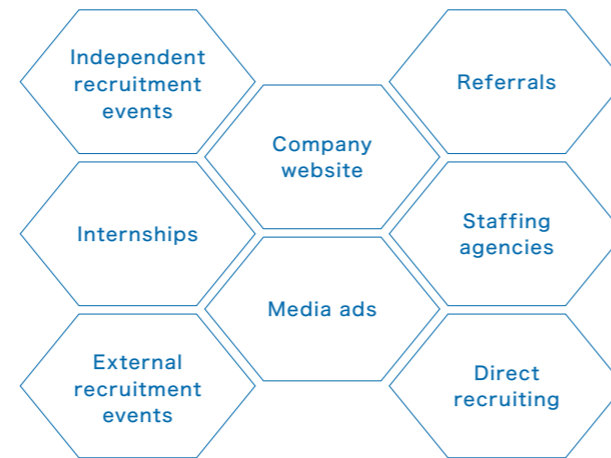 Independent
recruitment
events
Referrals
Company
website
Internships
Staffing
agencies
Media ads
External
recruitment
events
Direct
recruiting